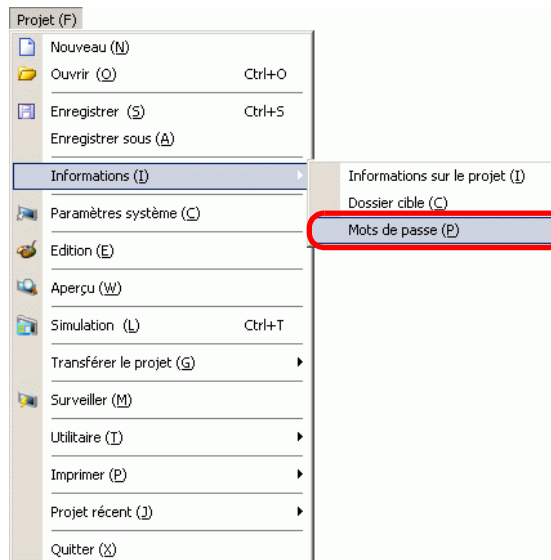 Projet (F)
Nouveau (N)
Ouvrir (O) Ctrl+O
Enregistrer (S) Ctrl+S
Enregistrer sous (A)
Informations (I)
Informations sur le projet (I)
Dossier cible (C)
Mots de passe (P)
Paramètres système (C)
Edition (E)
Aperçu (W)
Simulation (L) Ctrl+T
Transférer le projet (G)
Surveiller (M)
Utilitaire (T)
Imprimer (P)
Projet récent (J)
Quitter (X)